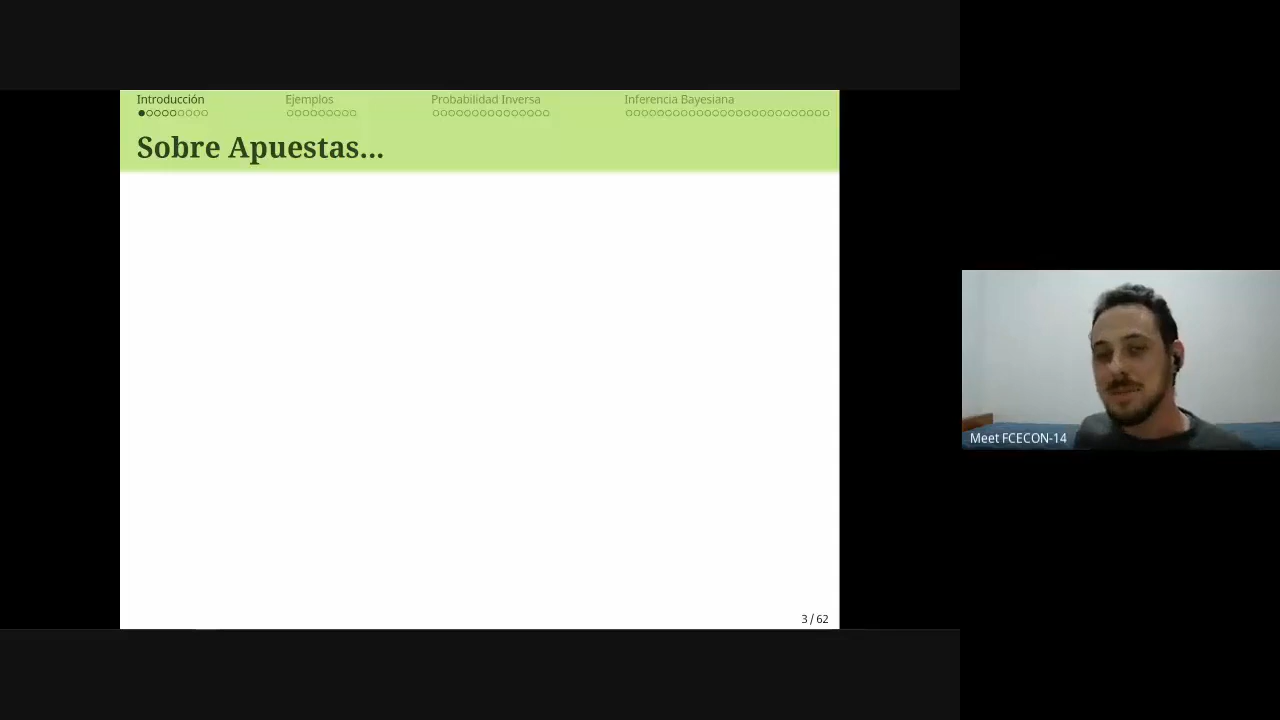 Introducción Ejemplos Probabilidad Inversa Inferencia Bayesiana
Sobre Apuestas...
Meet FCECON-14
3 / 62